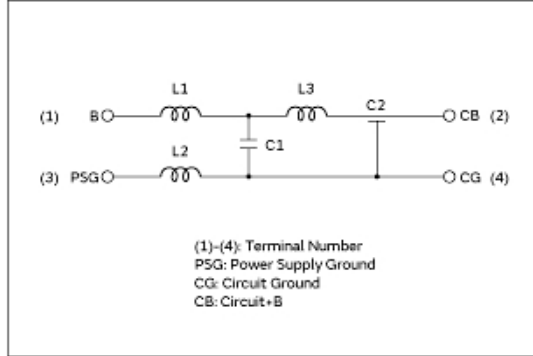 L1
L3
C2
(1) B
CB (2)
C1
L2
(3) PSG
CG (4)
(1)-(4): Terminal Number
PSG: Power Supply Ground
CG: Circuit Ground
CB: Circuit+B